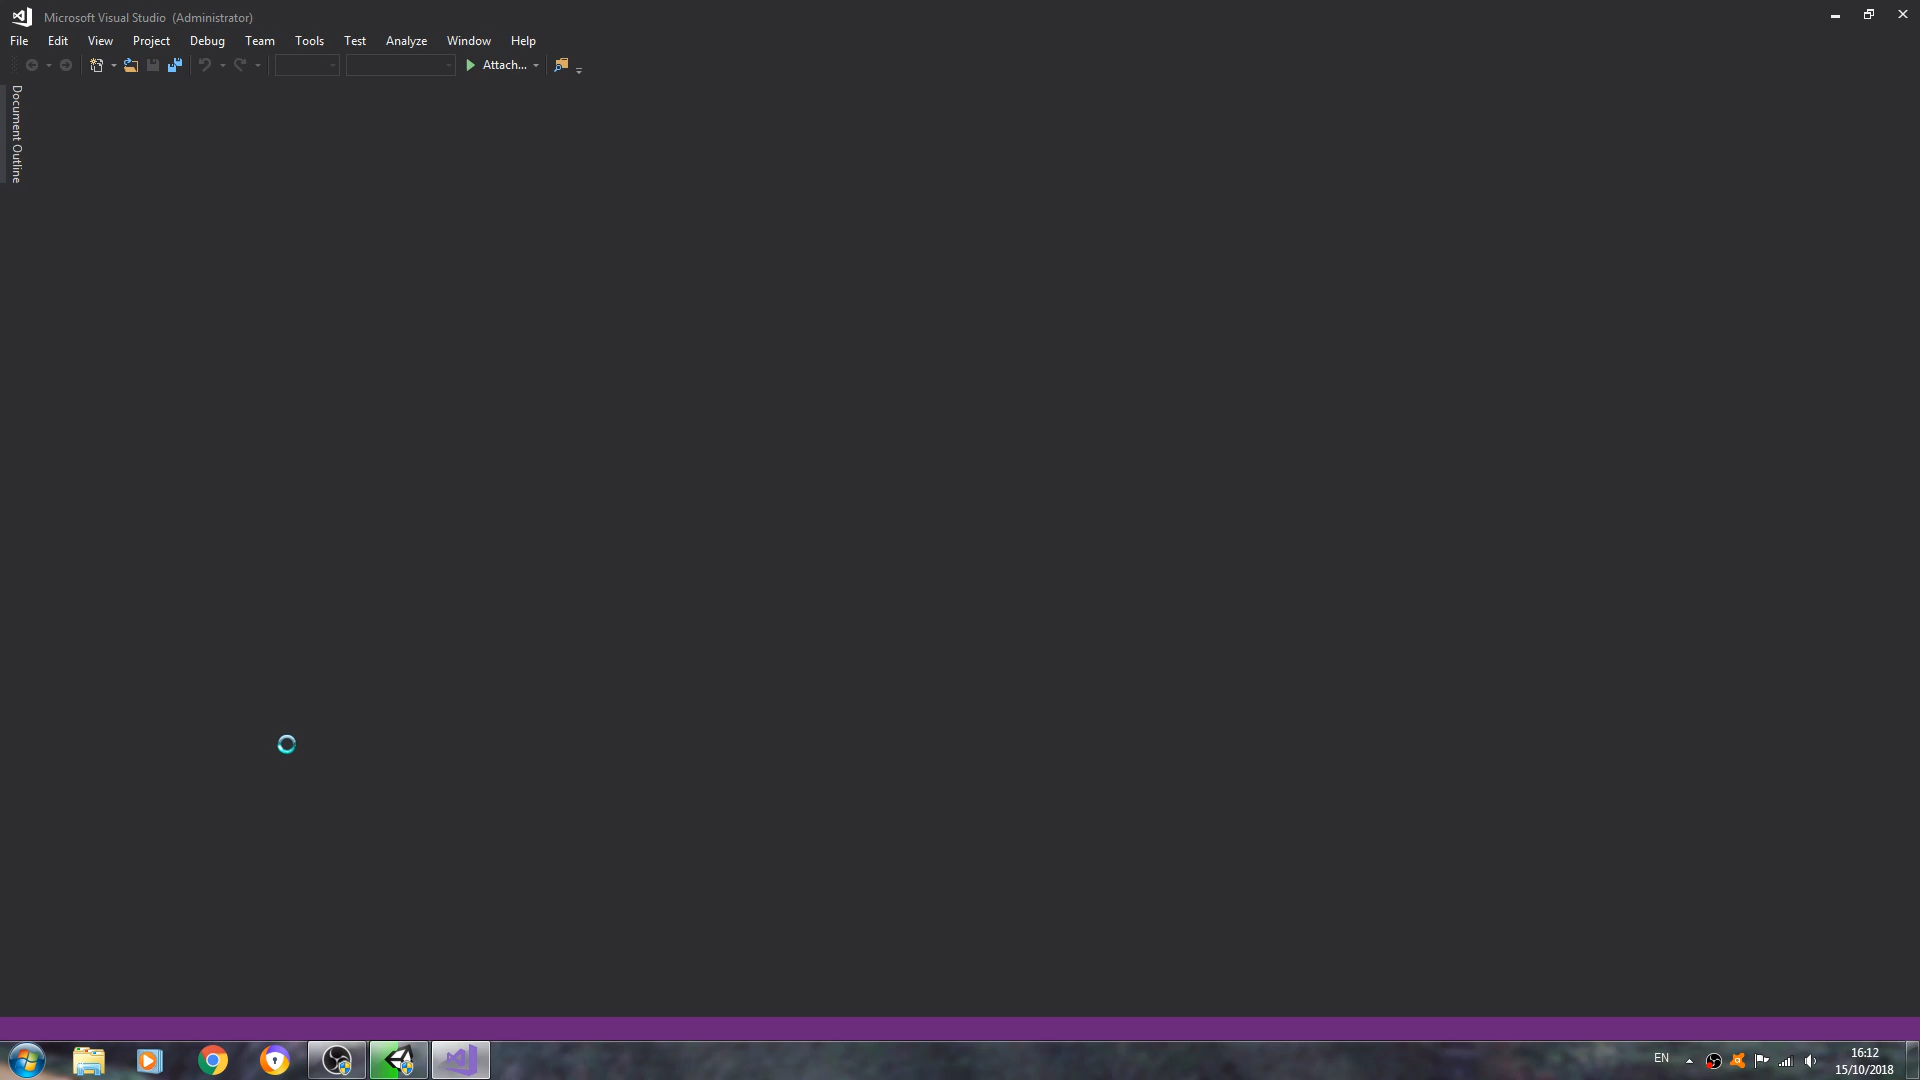 Microsoft Visual Studio (Administrator)
File Edit View Project Debug Team Tools Test Analyze Window Help
Attach...
Document Outline
EN
16:12
15/10/2018